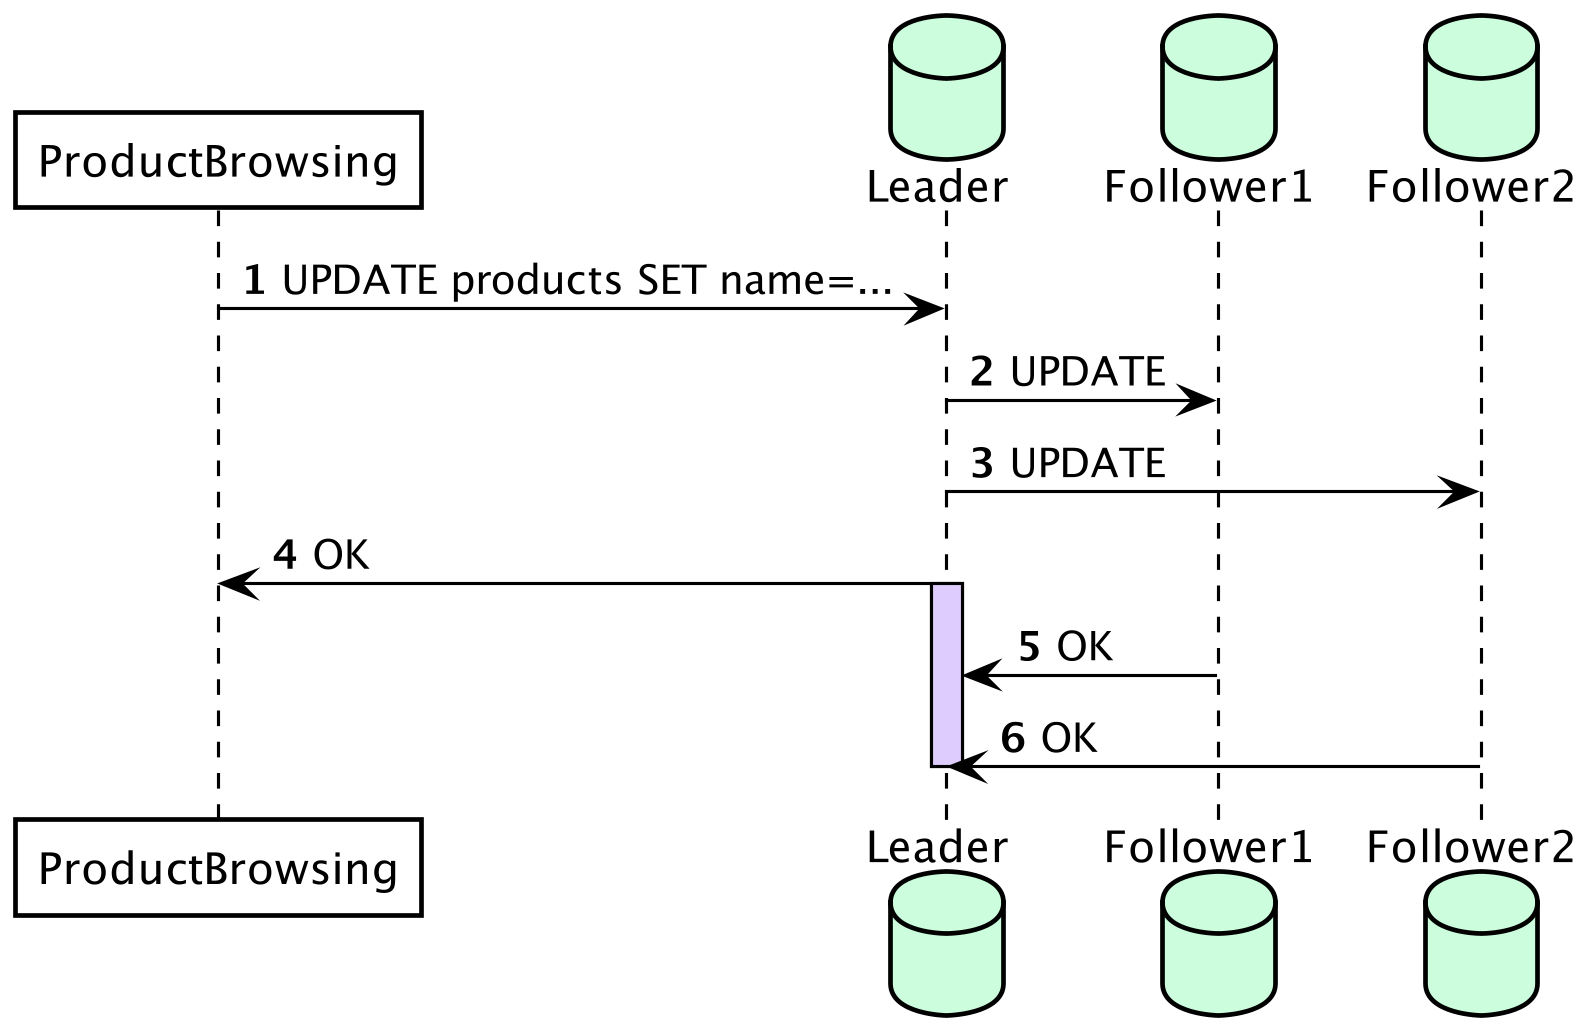 Leader
Follower1
Follower2
ProductBrowsing
1 UPDATE products SET name=...
2 UPDATE
3 UPDATE
4 OK
5 OK
6 OK
Leader
Follower1
Follower2
ProductBrowsing